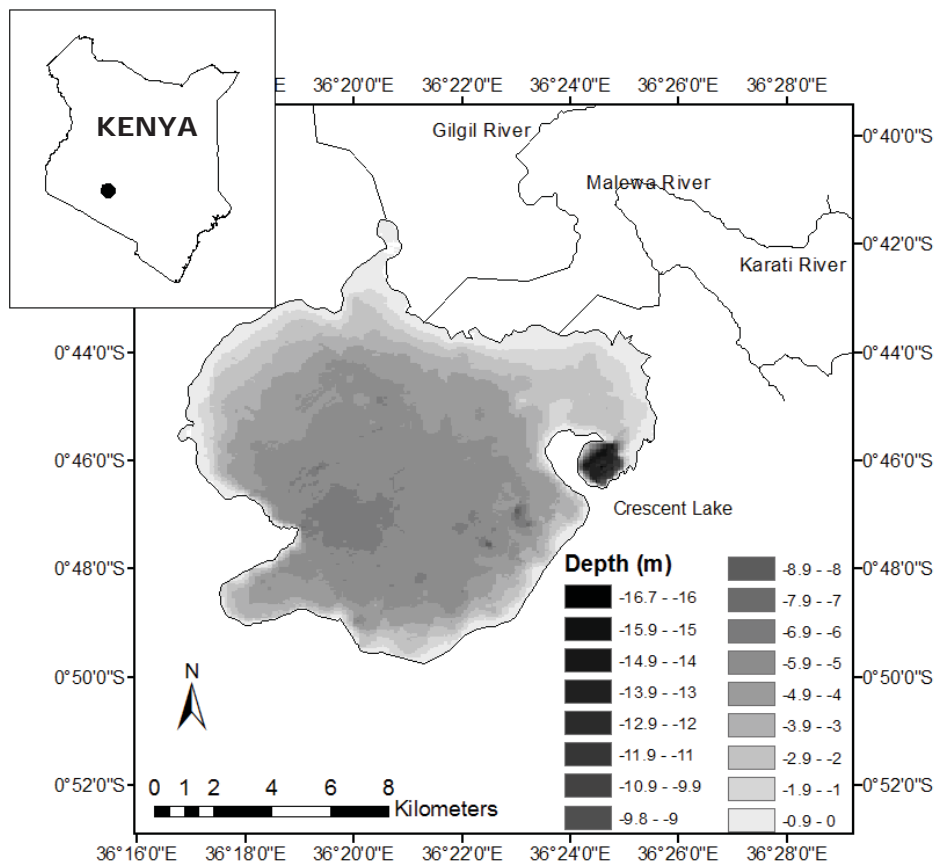 KENYA
E 36°20'0"E 36°22'0"E 36°24'0"E 36°26'0"E 36°28'0"E
Gilgil River
0°40'0"S
Malewa River
0°42'0"S
Karati River
0°44'0"S 0°44'0"S
0°46'0"S 0°46'0"S
Crescent Lake
0°48'0"S 0°48'0"S
Depth (m)
-16.7 - -16
-15.9 - -15
-14.9 - -14
-13.9 - -13
-12.9 - -12
-11.9 - -11
-10.9 - -9.9
-9.8 - -9
-8.9 - -8
-7.9 - -7
-6.9 - -6
-5.9 - -5
-4.9 - -4
-3.9 - -3
-2.9 - -2
-1.9 - -1
-0.9 - 0
0°50'0"S 0°50'0"S
N
0°52'0"S 0°52'0"S
0 1 2 4 6 8
Kilometers
36°16'0"E 36°18'0"E 36°20'0"E 36°22'0"E 36°24'0"E 36°26'0"E 36°28'0"E